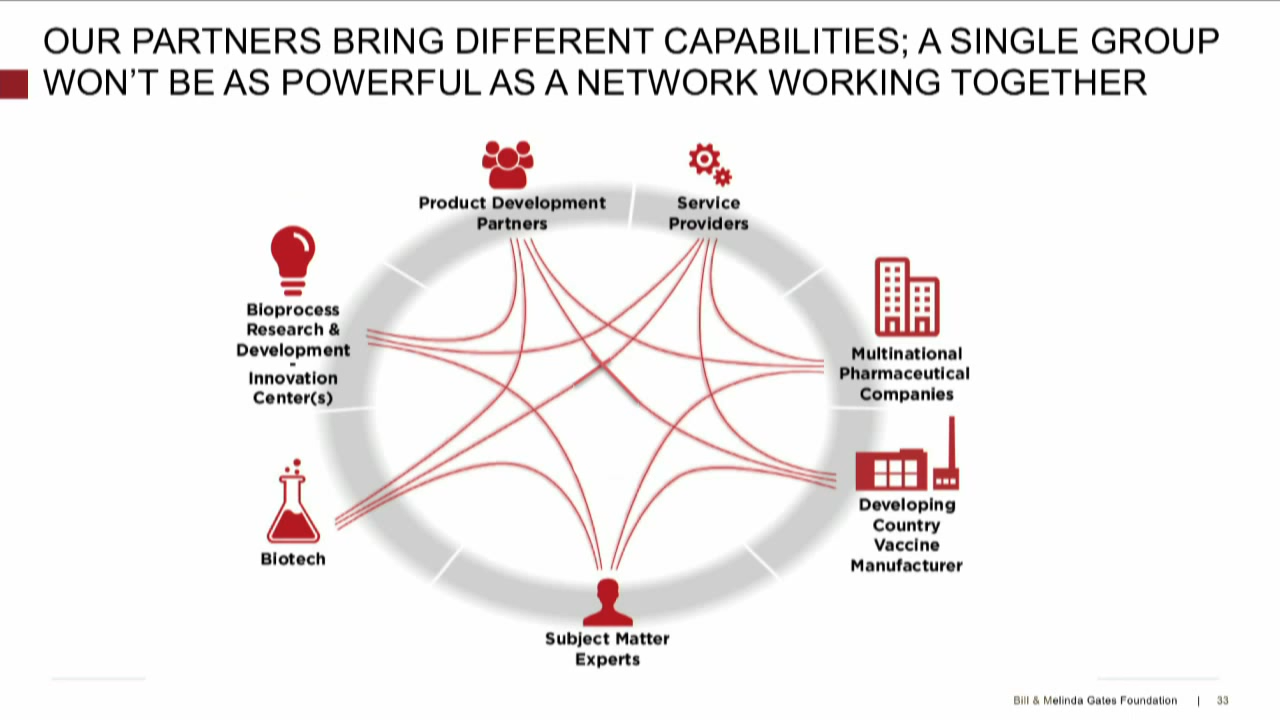 OUR PARTNERS BRING DIFFERENT CAPABILITIES; A SINGLE GROUP
WON'T BE AS POWERFUL AS A NETWORK WORKING TOGETHER
Product Development
Partners
Service
Providers
Bioprocess
Research &
Development
-
Innovation
Center(s)
Multinational
Pharmaceutical
Companies
Biotech
Developing
Country
Vaccine
Manufacturer
Subject Matter
Experts
Bill & Melinda Gates Foundation | 33